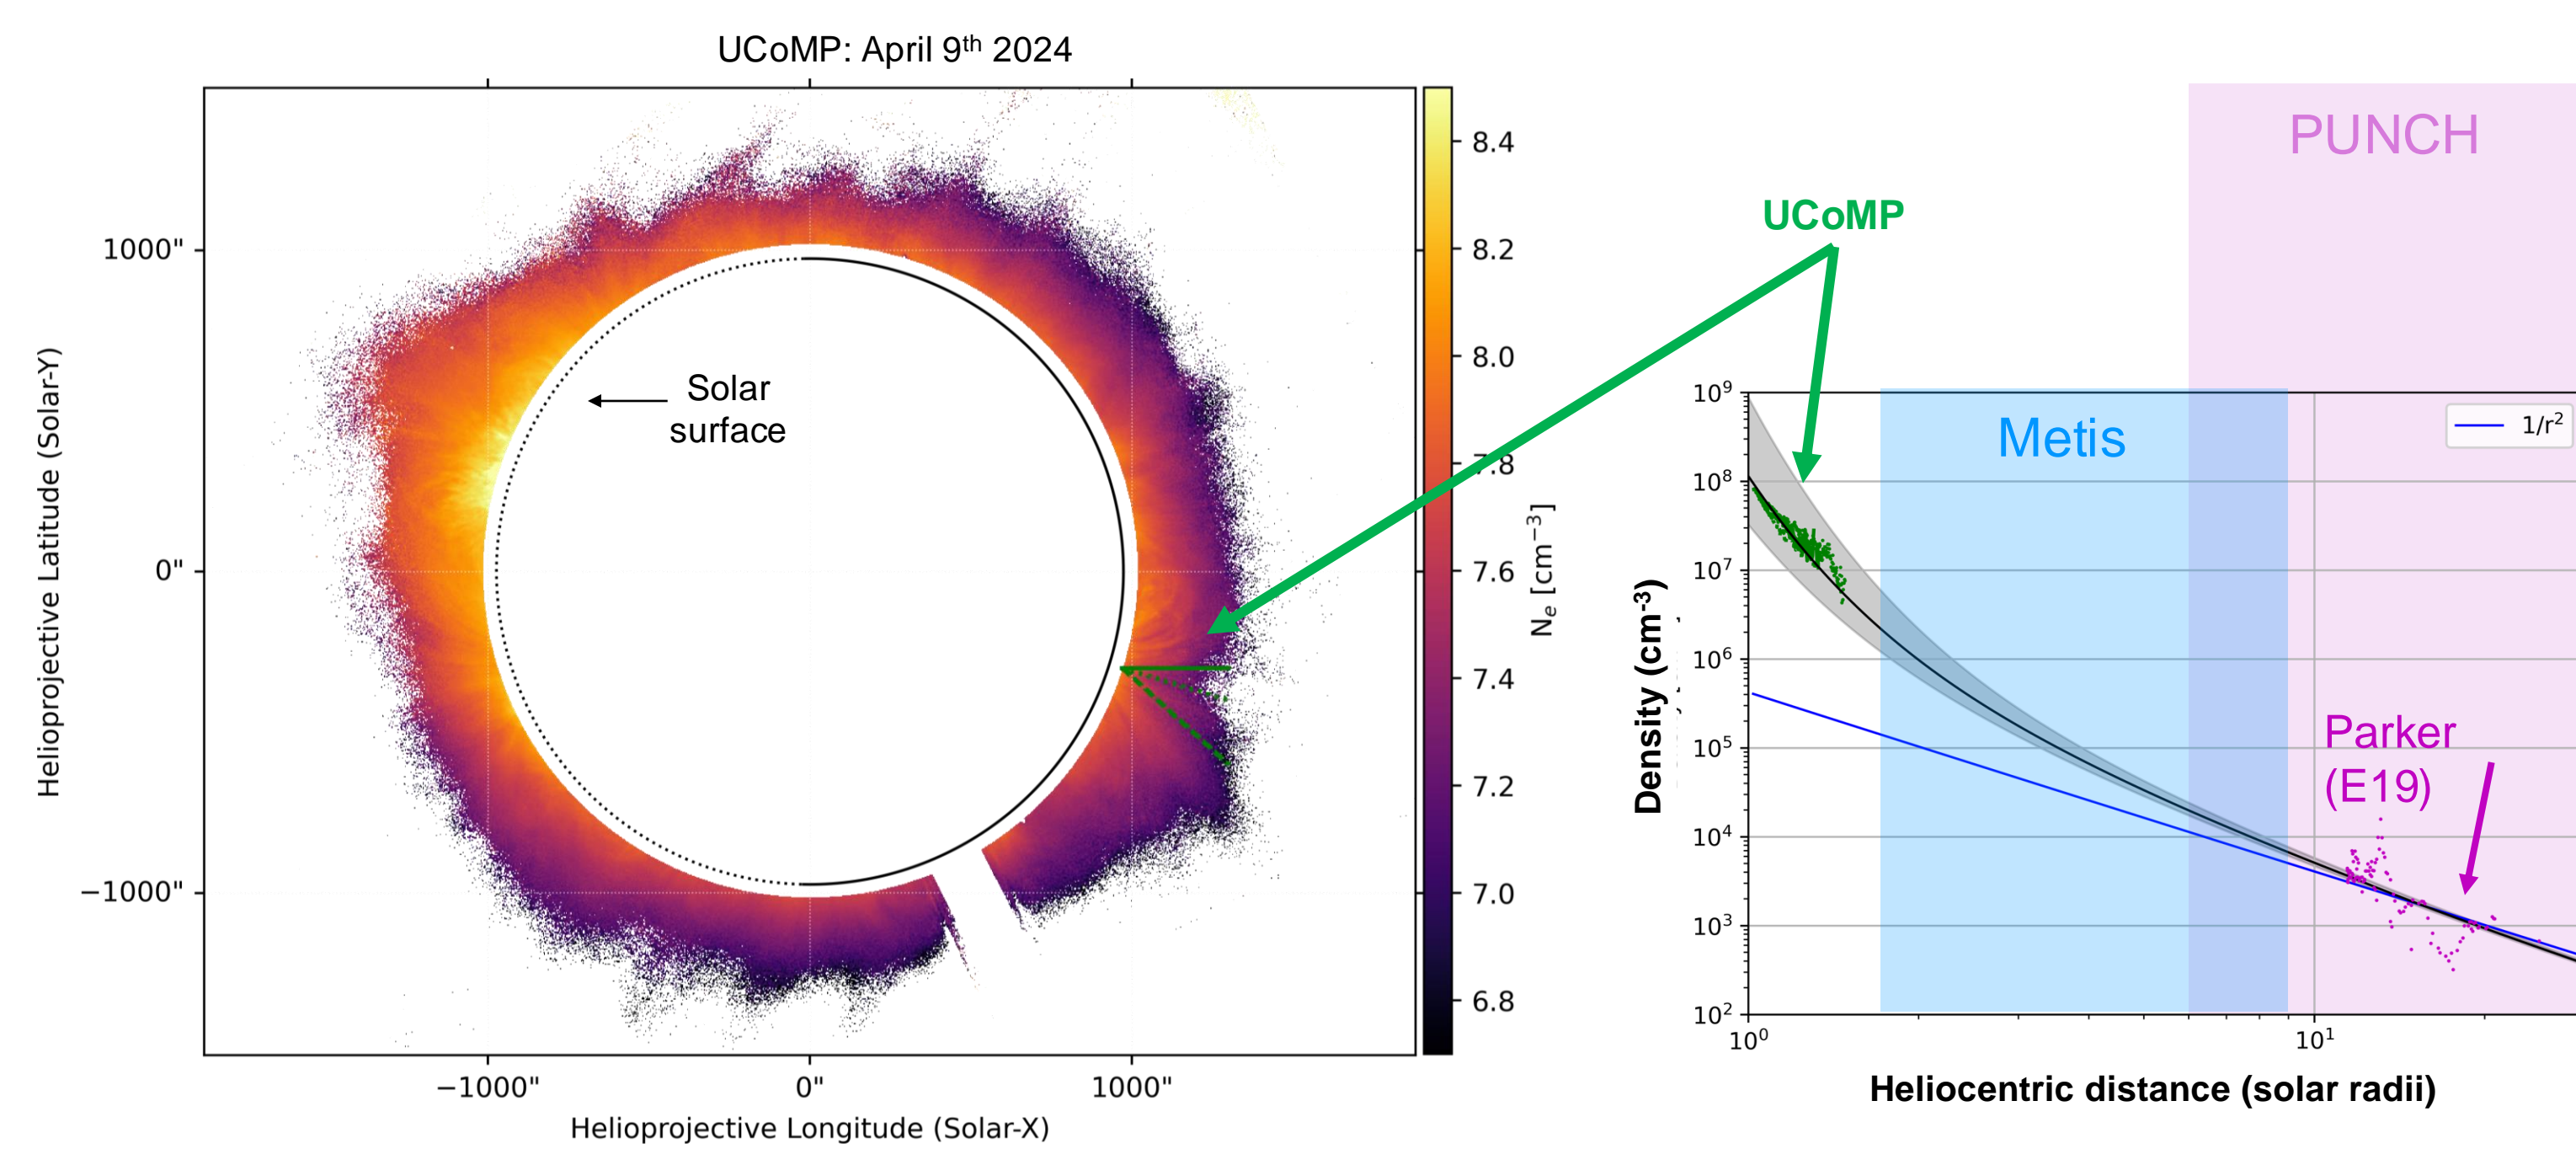 UCoMP: April 9th 2024
1000"
0"
−1000"
Helioprojective Latitude (Solar-Y)
Solar
surface
−1000"
0"
1000"
Helioprojective Longitude (Solar-X)
8.4
8.2
8.0
7.8
7.6
7.4
7.2
7.0
6.8
Ne [cm−3]
UCoMP
PUNCH
Metis
1/r2
Parker
(E19)
109
108
107
106
105
104
103
102
Density (cm-3)
100
101
Heliocentric distance (solar radii)